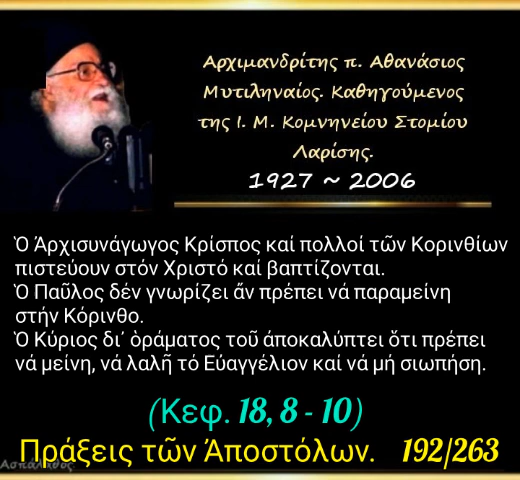 Αρχιμανδρίτης π. Αθανάσιος
Μυτιληναίος. Καθηγούμενος
της Ι. Μ. Κομνηνείου Στομίου
Λαρίσης.
1927 ~ 2006
Ὁ Ἀρχισυνάγωγος Κρίσπος καί πολλοί τῶν Κορινθίων
πιστεύουν στόν Χριστό καί βαπτίζονται.
Ὁ Παῦλος δέν γνωρίζει ἄν πρέπει νά παραμείνη
στήν Κόρινθο.
Ὁ Κύριος δι᾽ ὁράματος τοῦ ἀποκαλύπτει ὅτι πρέπει
νά μείνη, νά λαλῆ τό Εὐαγγέλιον καί νά μή σιωπήση.
(Κεφ. 18, 8 - 10)
Πράξεις τῶν Ἀποστόλων. 192/263
Ασπάλαθος.